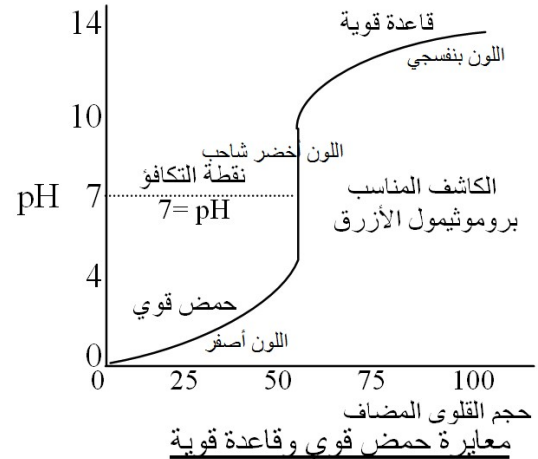 14
قاعدة قوية
اللون بنفسجي
10
اللون أخضر شاحب
نقطة التكافؤ
pH
7
7= pH
الكاشف المناسب
بروموثيمول الأزرق
4
حمض قوي
اللون أصفر
0
0 25 50 75 100
حجم القلوى المضاف
معايرة حمض قوي وقاعدة قوية